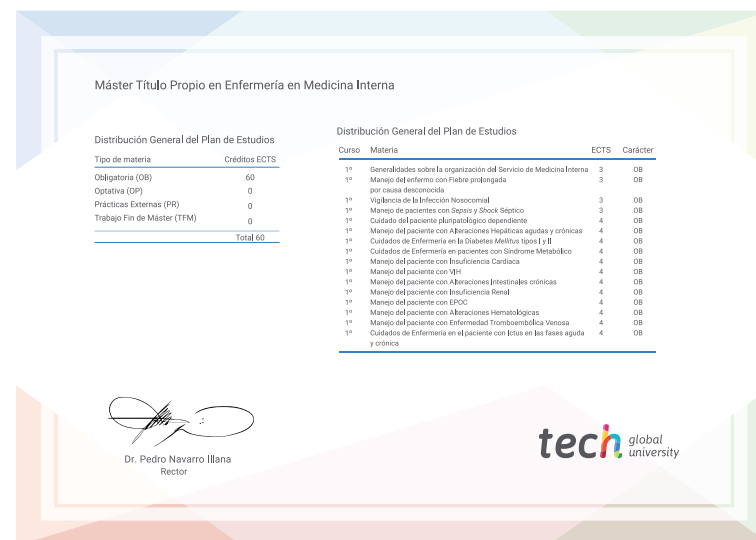 Máster Título Propio en Enfermería en Medicina Interna
Distribución General del Plan de Estudios
Tipo de materia Créditos ECTS
Obligatoria (OB) 60
Optativa (OP) 0
Prácticas Externas (PR) 0
Trabajo Fin de Máster (TFM) 0
Total 60
Distribución General del Plan de Estudios
Curso Materia ECTS Carácter
1º Generalidades sobre la organización del Servicio de Medicina Interna 3 OB
1º Manejo del enfermo con Fiebre prolongada 3 OB
por causa desconocida
1º Vigilancia de la Infección Nosocomial 3 OB
1º Manejo de pacientes con Sepsis y Shock Séptico 3 OB
1º Cuidado del paciente pluripatológico dependiente 4 OB
1º Manejo del paciente con Alteraciones Hepáticas agudas y crónicas 4 OB
1º Cuidados de Enfermería en la Diabetes Mellitus tipos I y II 4 OB
1º Cuidados de Enfermería en pacientes con Síndrome Metabólico 4 OB
1º Manejo del paciente con Insuficiencia Cardiaca 4 OB
1º Manejo del paciente con VIH 4 OB
1º Manejo del paciente con Alteraciones Intestinales crónicas 4 OB
1º Manejo del paciente con Insuficiencia Renal 4 OB
1º Manejo del paciente con EPOC 4 OB
1º Manejo del paciente con Alteraciones Hematológicas 4 OB
1º Manejo del paciente con Enfermedad Tromboembólica Venosa 4 OB
1º Cuidados de Enfermería en el paciente con Ictus en las fases aguda 4 OB
y crónica
Dr. Pedro Navarro Illana
Rector
tech global
university